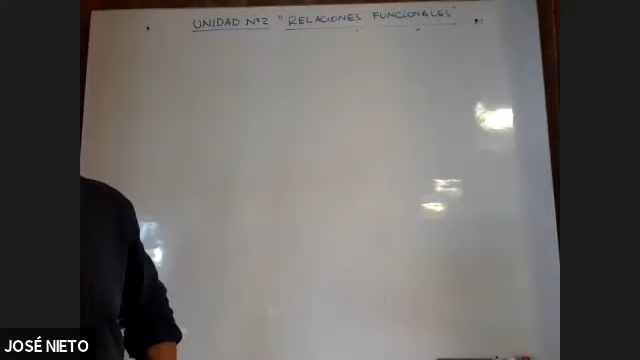 UNIDAD Nº2 "RELACIONES FUNCIONALES"
JOSÉ NIETO